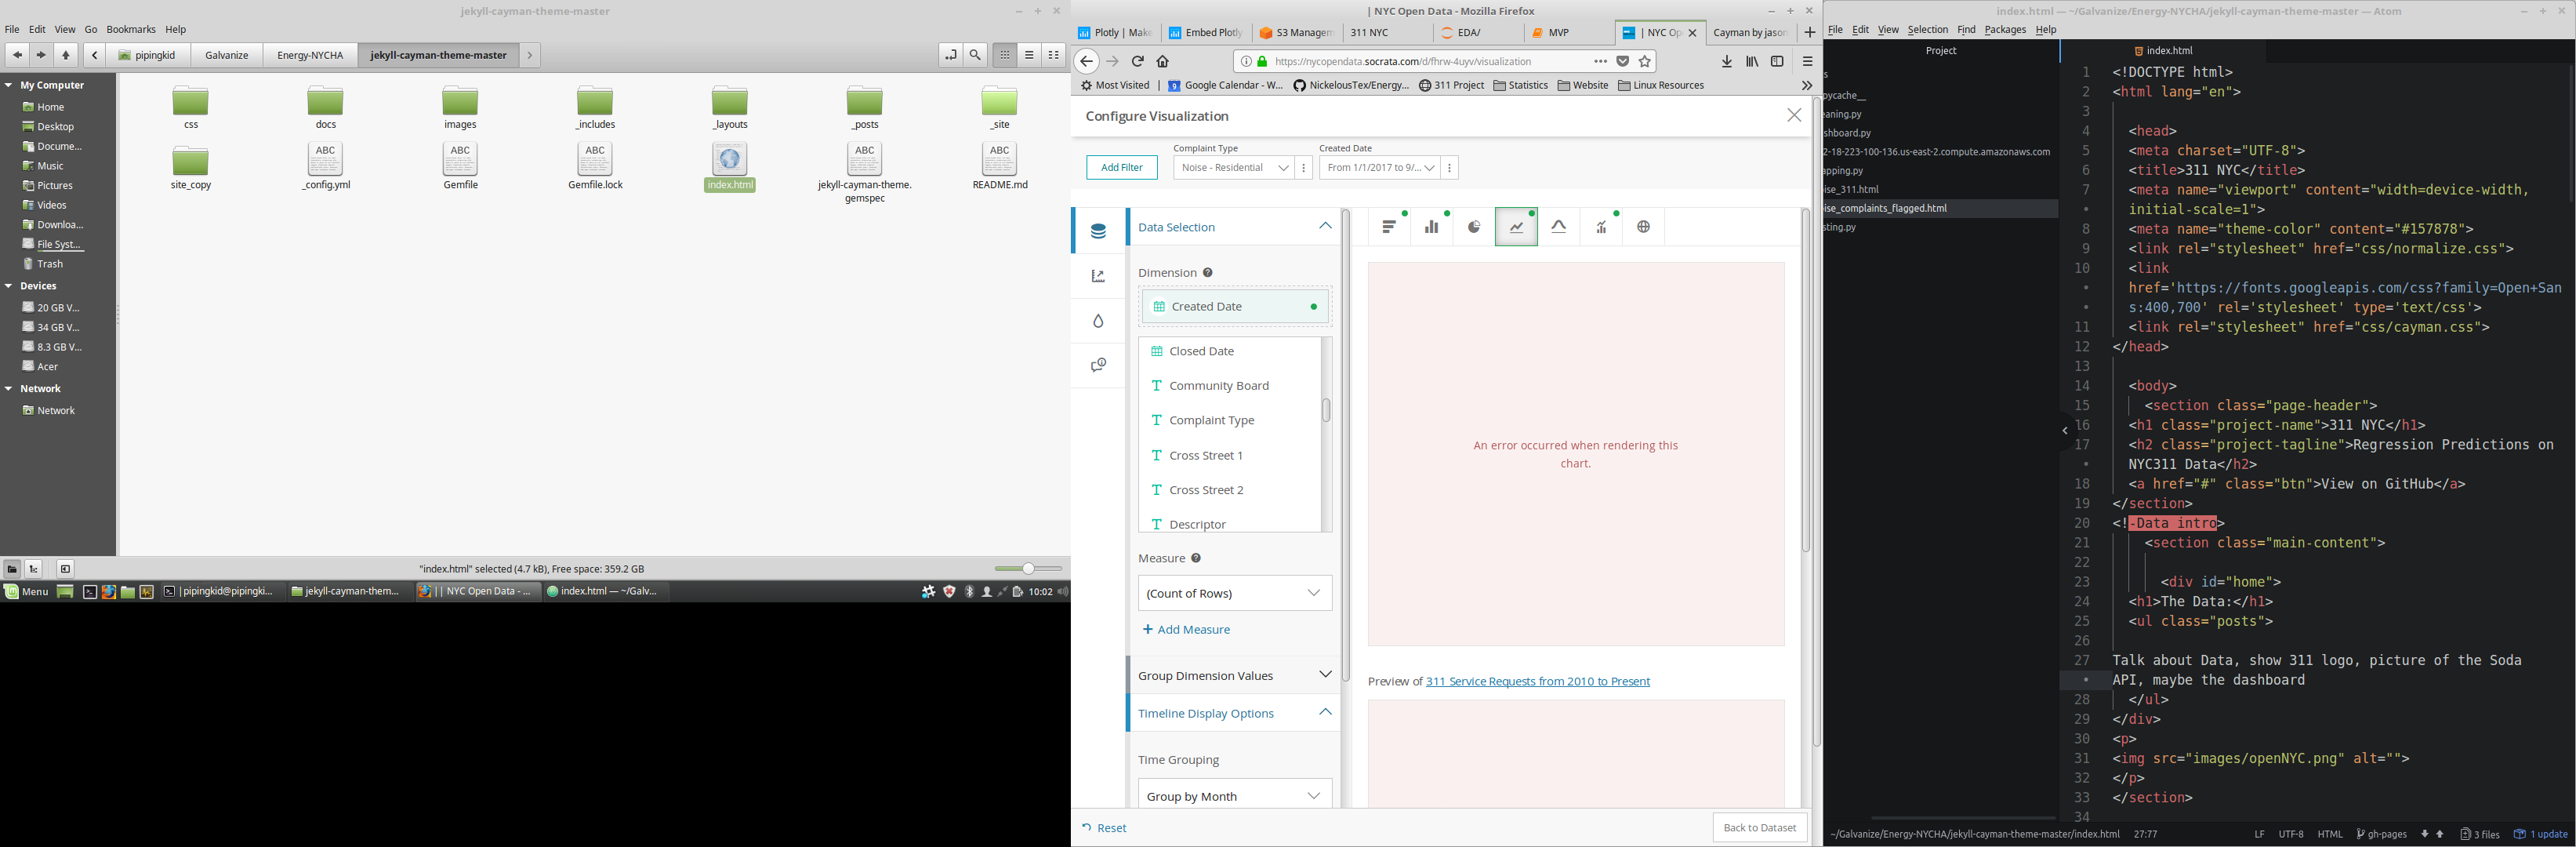 jekyll-cayman-theme-master
File Edit View Go Bookmarks Help
pipingkid Galvanize Energy-NYCHA jekyll-cayman-theme-master
My Computer
Home
Desktop
Docume...
Music
Pictures
Videos
Downloa...
File Syst...
Trash
Devices
20 GB V...
34 GB V...
8.3 GB V...
Acer
Network
Network
css docs images _includes _layouts _posts _site
ABC ABC ABC ABC ABC
site_copy _config.yml Gemfile Gemfile.lock index.html jekyll-cayman-theme. README.md
gemspec
"index.html" selected (4.7 kB), Free space: 359.2 GB
Menu | pipingkid@pipingki... jekyll-cayman-them... | | NYC Open Data - ... index.html — ~/Galv... 10:02
| NYC Open Data - Mozilla Firefox
Plotly | Make Embed Plotly S3 Managem 311 NYC EDA/ MVP | NYC Op Cayman by jason
https://nycopendata.socrata.com/d/fhrw-4uyv/visualization
Most Visited Google Calendar - W... NickelousTex/Energy... 311 Project Statistics Website Linux Resources
Configure Visualization
Complaint Type Created Date
Add Filter Noise - Residential From 1/1/2017 to 9/...
Data Selection
Dimension
Created Date
Closed Date
Community Board
Complaint Type
Cross Street 1
Cross Street 2
Descriptor
Measure
(Count of Rows)
+ Add Measure
Group Dimension Values
Timeline Display Options
Time Grouping
Group by Month
An error occurred when rendering this
chart.
Preview of 311 Service Requests from 2010 to Present
Reset Back to Dataset
index.html — ~/Galvanize/Energy-NYCHA/jekyll-cayman-theme-master — Atom
File Edit View Selection Find Packages Help
Project
s
pycache__
eaning.py
shboard.py
2-18-223-100-136.us-east-2.compute.amazonaws.com
apping.py
ise_311.html
ise_complaints_flagged.html
sting.py
index.html
1 <!DOCTYPE html>
2 <html lang="en">
3
4 <head>
5 <meta charset="UTF-8">
6 <title>311 NYC</title>
7 <meta name="viewport" content="width=device-width,
• initial-scale=1">
8 <meta name="theme-color" content="#157878">
9 <link rel="stylesheet" href="css/normalize.css">
10 <link
• href='https://fonts.googleapis.com/css?family=Open+San
• s:400,700' rel='stylesheet' type='text/css'>
11 <link rel="stylesheet" href="css/cayman.css">
12 </head>
13
14 <body>
15 <section class="page-header">
16 <h1 class="project-name">311 NYC</h1>
17 <h2 class="project-tagline">Regression Predictions on
• NYC311 Data</h2>
18 <a href="#" class="btn">View on GitHub</a>
19 </section>
20 <!-Data intro>
21 <section class="main-content">
22
23 <div id="home">
24 <h1>The Data:</h1>
25 <ul class="posts">
26
27 Talk about Data, show 311 logo, picture of the Soda
• API, maybe the dashboard
28 </ul>
29 </div>
30 <p>
31 <img src="images/openNYC.png" alt="">
32 </p>
33 </section>
34
~/Galvanize/Energy-NYCHA/jekyll-cayman-theme-master/index.html 27:77 LF UTF-8 HTML gh-pages 3 files 1 update